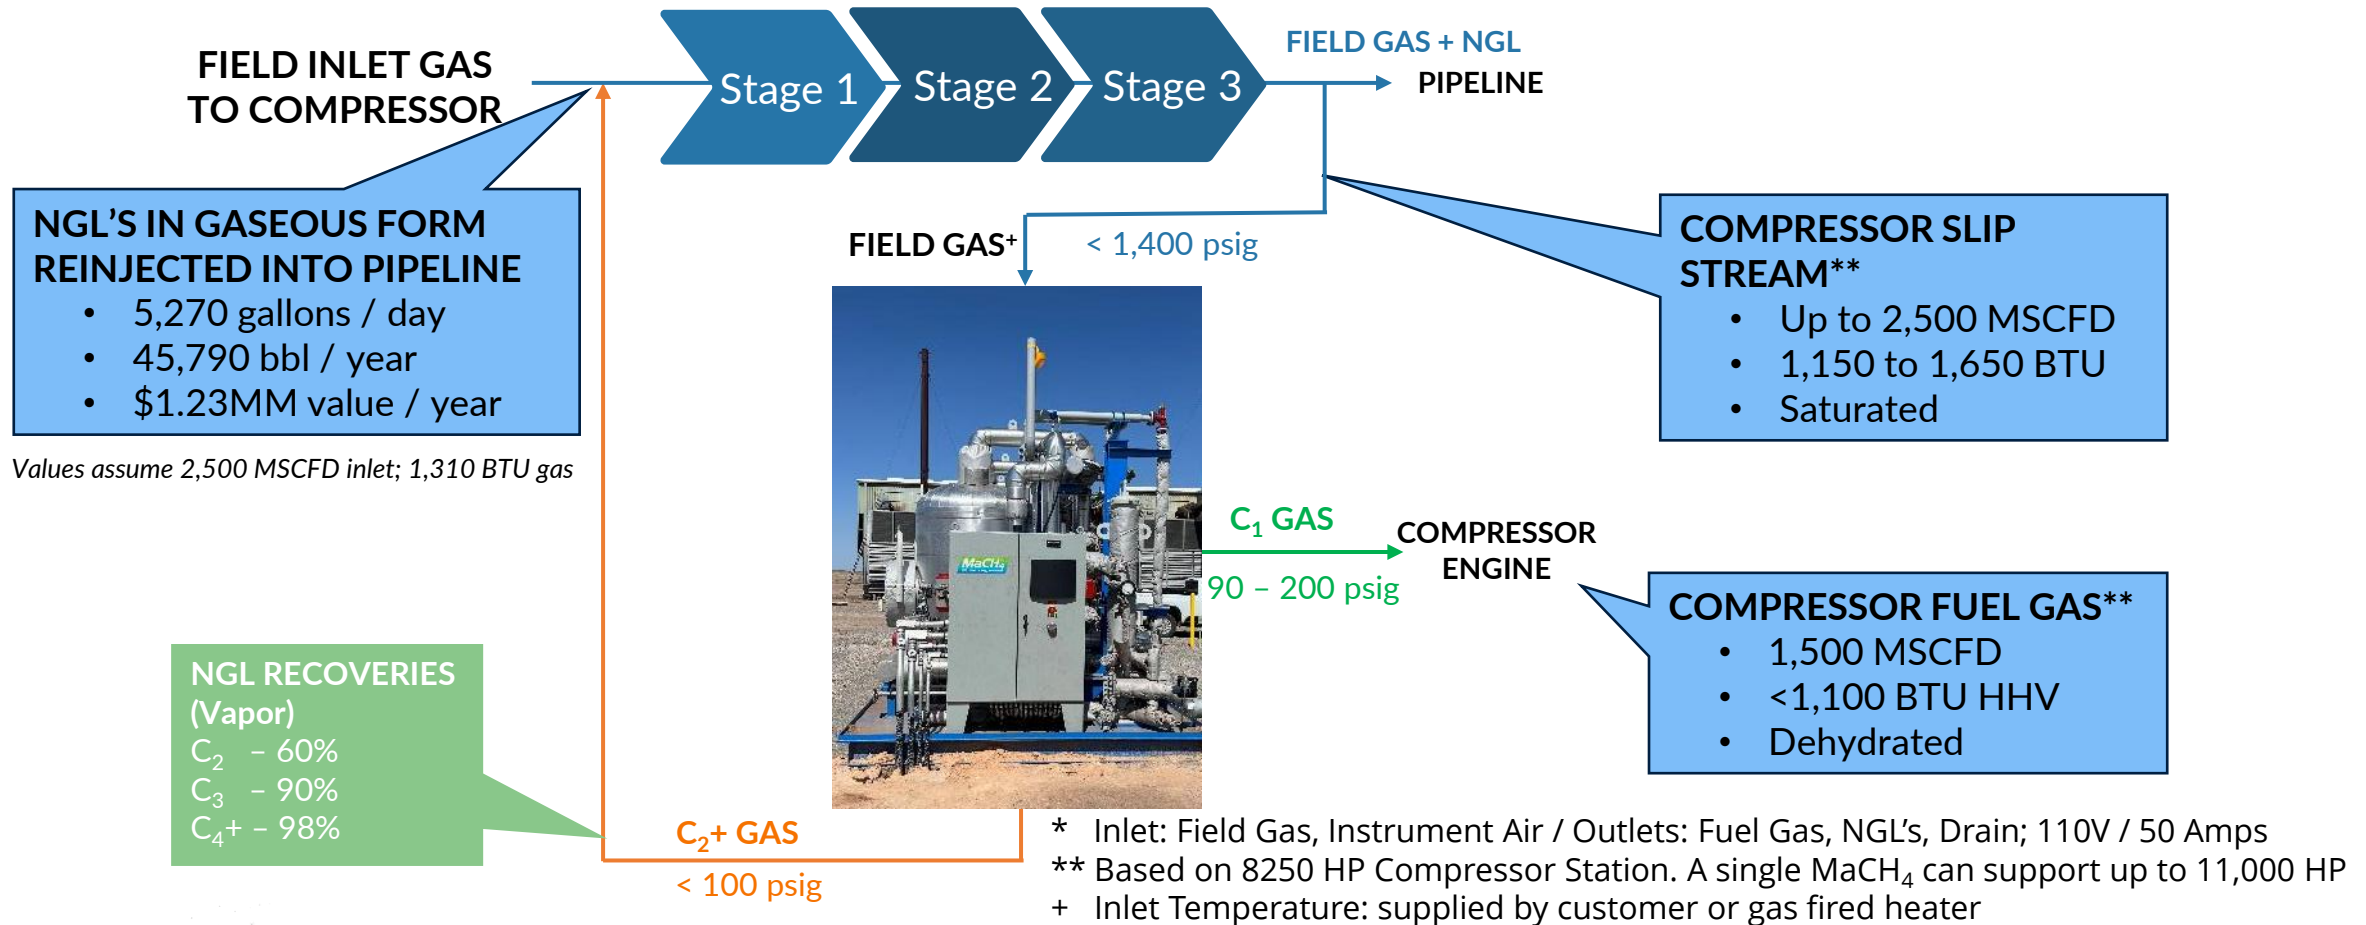 FIELD INLET GAS
TO COMPRESSOR
Stage 1
Stage 2
Stage 3
FIELD GAS + NGL
PIPELINE
NGL’S IN GASEOUS FORM
REINJECTED INTO PIPELINE
• 5,270 gallons / day
• 45,790 bbl / year
• $1.23MM value / year
Values assume 2,500 MSCFD inlet; 1,310 BTU gas
FIELD GAS⁺
< 1,400 psig
COMPRESSOR SLIP
STREAM**
• Up to 2,500 MSCFD
• 1,150 to 1,650 BTU
• Saturated
MaCH₄
C₁ GAS
90 – 200 psig
COMPRESSOR
ENGINE
COMPRESSOR FUEL GAS**
• 1,500 MSCFD
• <1,100 BTU HHV
• Dehydrated
NGL RECOVERIES
(Vapor)
C₂ – 60%
C₃ – 90%
C₄+ – 98%
C₂+ GAS
< 100 psig
* Inlet: Field Gas, Instrument Air / Outlets: Fuel Gas, NGL’s, Drain; 110V / 50 Amps
** Based on 8250 HP Compressor Station. A single MaCH₄ can support up to 11,000 HP
+ Inlet Temperature: supplied by customer or gas fired heater